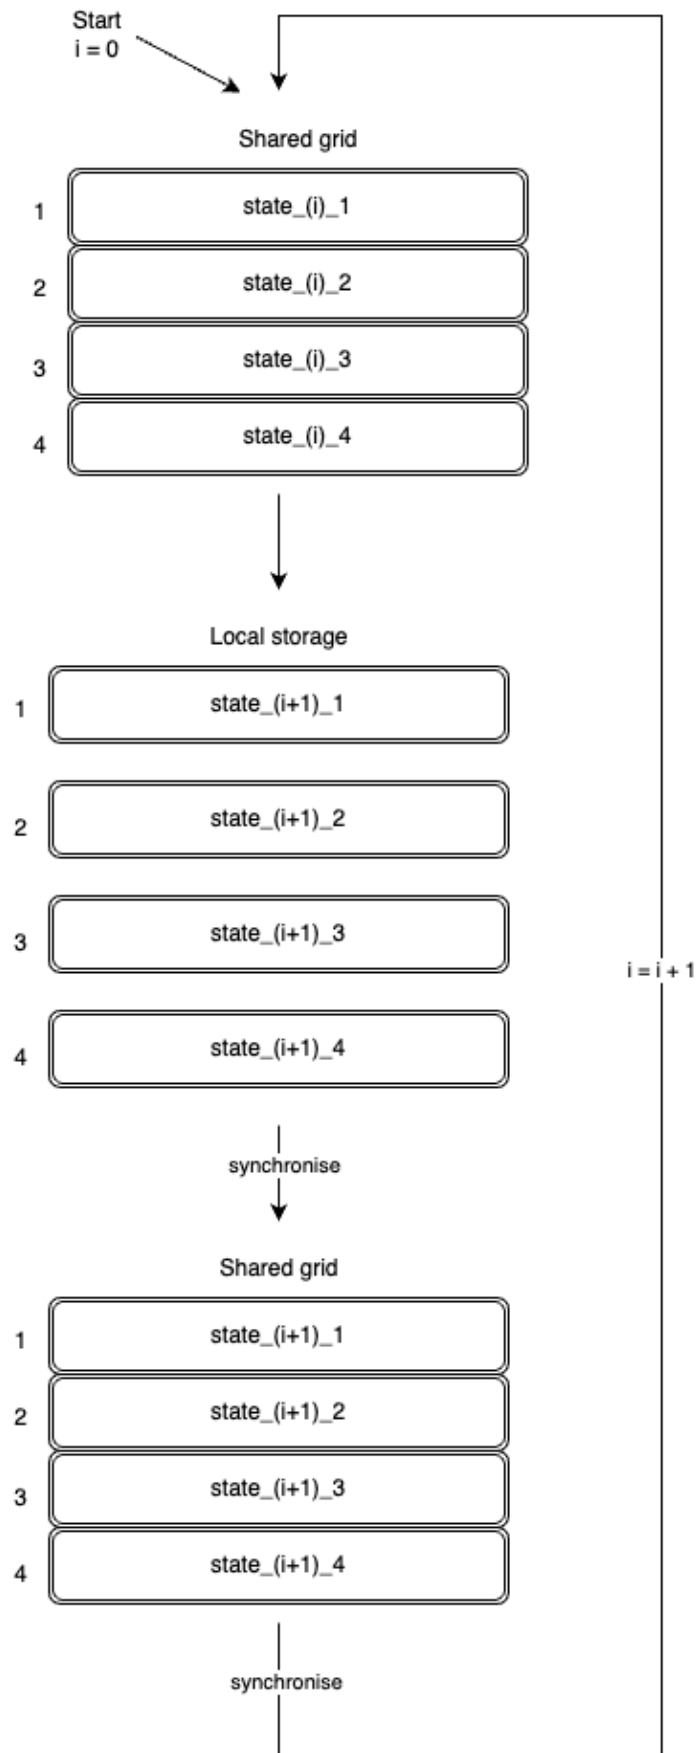 Start
i = 0
Shared grid
1 state_(i)_1
2 state_(i)_2
3 state_(i)_3
4 state_(i)_4
Local storage
1 state_(i+1)_1
2 state_(i+1)_2
3 state_(i+1)_3
i = i + 1
4 state_(i+1)_4
synchronise
Shared grid
1 state_(i+1)_1
2 state_(i+1)_2
3 state_(i+1)_3
4 state_(i+1)_4
synchronise